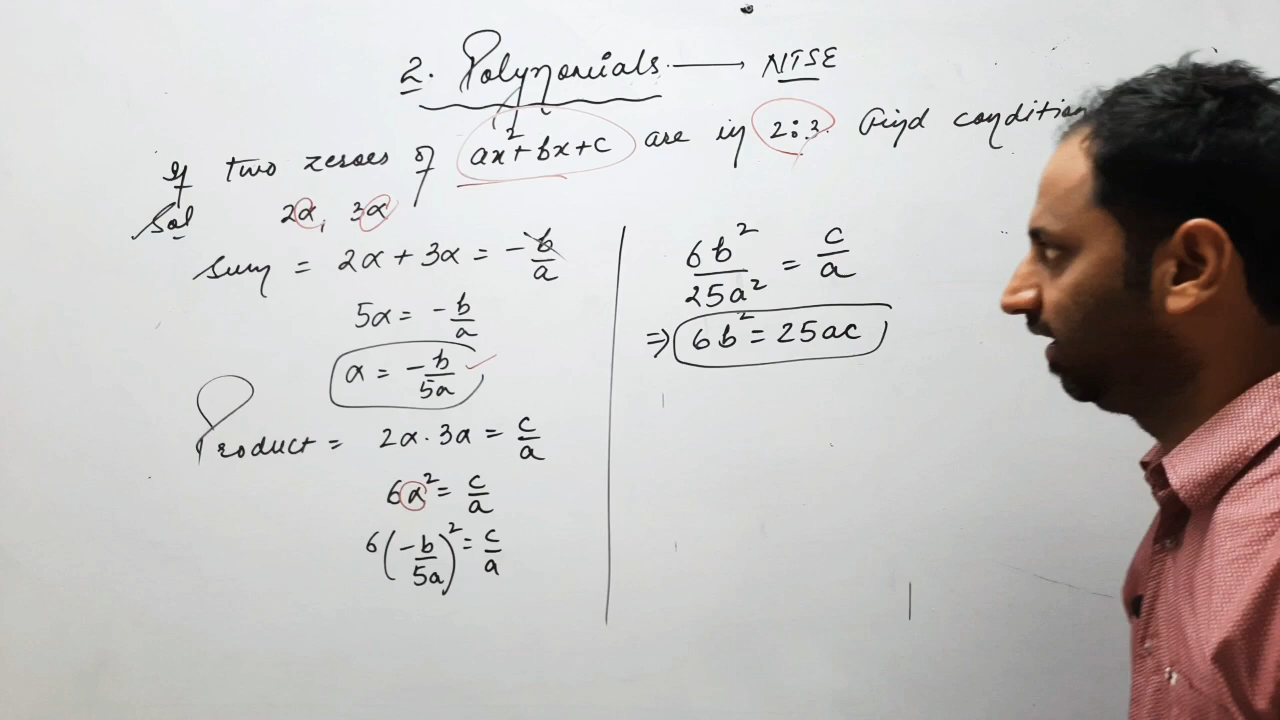 2. Polynomials → NTSE
If two zeroes of ax²+bx+c are in 2:3. Find condition
Sol 2α, 3α
Sum = 2α + 3α = -b/a
5α = -b/a
α = -b/5a ✓
Product = 2α · 3α = c/a
6α² = c/a
6(-b/5a)² = c/a
6b²/25a² = c/a
⇒ 6b² = 25ac